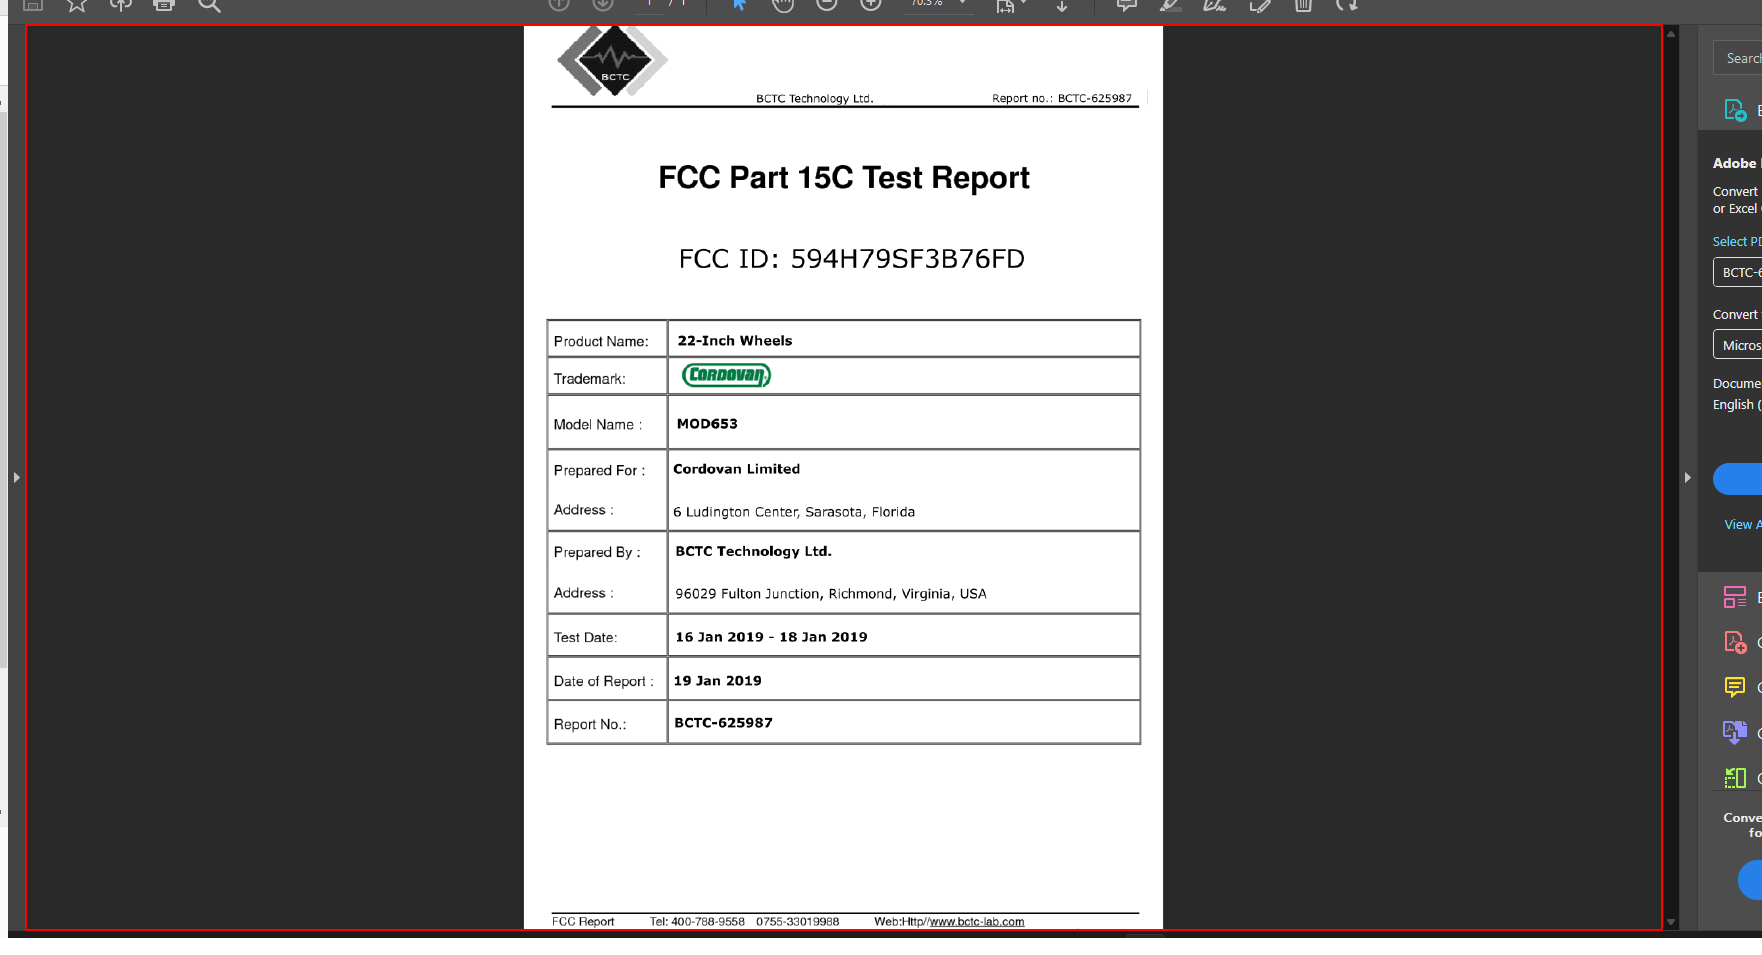 1 / 1
70.3%
BCTC
BCTC Technology Ltd. Report no.: BCTC-625987
FCC Part 15C Test Report
FCC ID: 594H79SF3B76FD
Product Name: 22-Inch Wheels
Trademark: CORDOVAN
Model Name : MOD653
Prepared For : Cordovan Limited
Address : 6 Ludington Center, Sarasota, Florida
Prepared By : BCTC Technology Ltd.
Address : 96029 Fulton Junction, Richmond, Virginia, USA
Test Date: 16 Jan 2019 - 18 Jan 2019
Date of Report : 19 Jan 2019
Report No.: BCTC-625987
FCC Report Tel: 400-788-9558 0755-33019988 Web:Http//www.bctc-lab.com
Search
Adobe
Convert
or Excel
Select PD
BCTC-6
Convert
Micros
Docume
English (
View A
Conve
fo